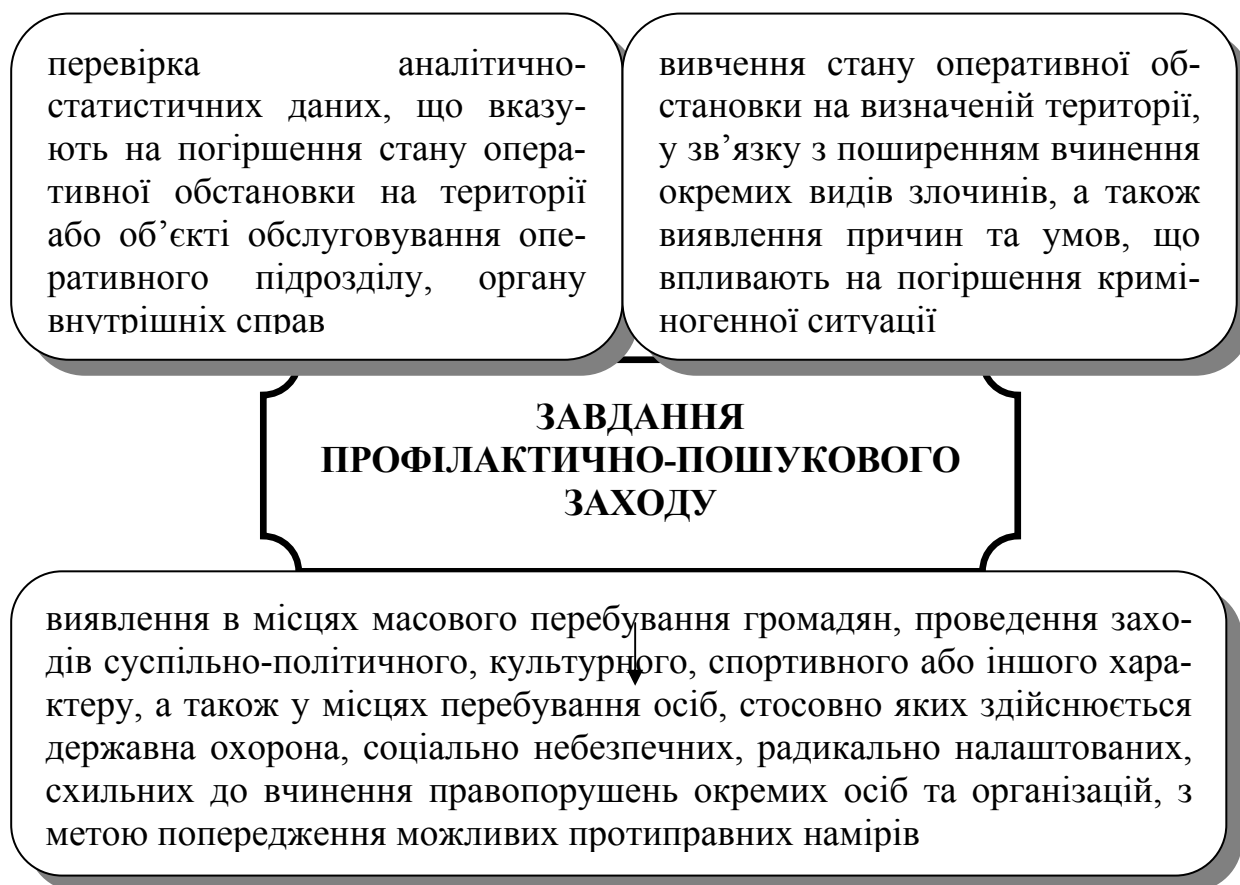 перевірка аналітично-
статистичних даних, що вказу-
ють на погіршення стану опера-
тивної обстановки на території
або об’єкті обслуговування опе-
ративного підрозділу, органу
внутрішніх справ
вивчення стану оперативної об-
становки на визначеній території,
у зв’язку з поширенням вчинення
окремих видів злочинів, а також
виявлення причин та умов, що
впливають на погіршення кримі-
ногенної ситуації
ЗАВДАННЯ
ПРОФІЛАКТИЧНО-ПОШУКОВОГО
ЗАХОДУ
виявлення в місцях масового перебування громадян, проведення захо-
дів суспільно-політичного, культурного, спортивного або іншого хара-
ктеру, а також у місцях перебування осіб, стосовно яких здійснюється
державна охорона, соціально небезпечних, радикально налаштованих,
схильних до вчинення правопорушень окремих осіб та організацій, з
метою попередження можливих протиправних намірів